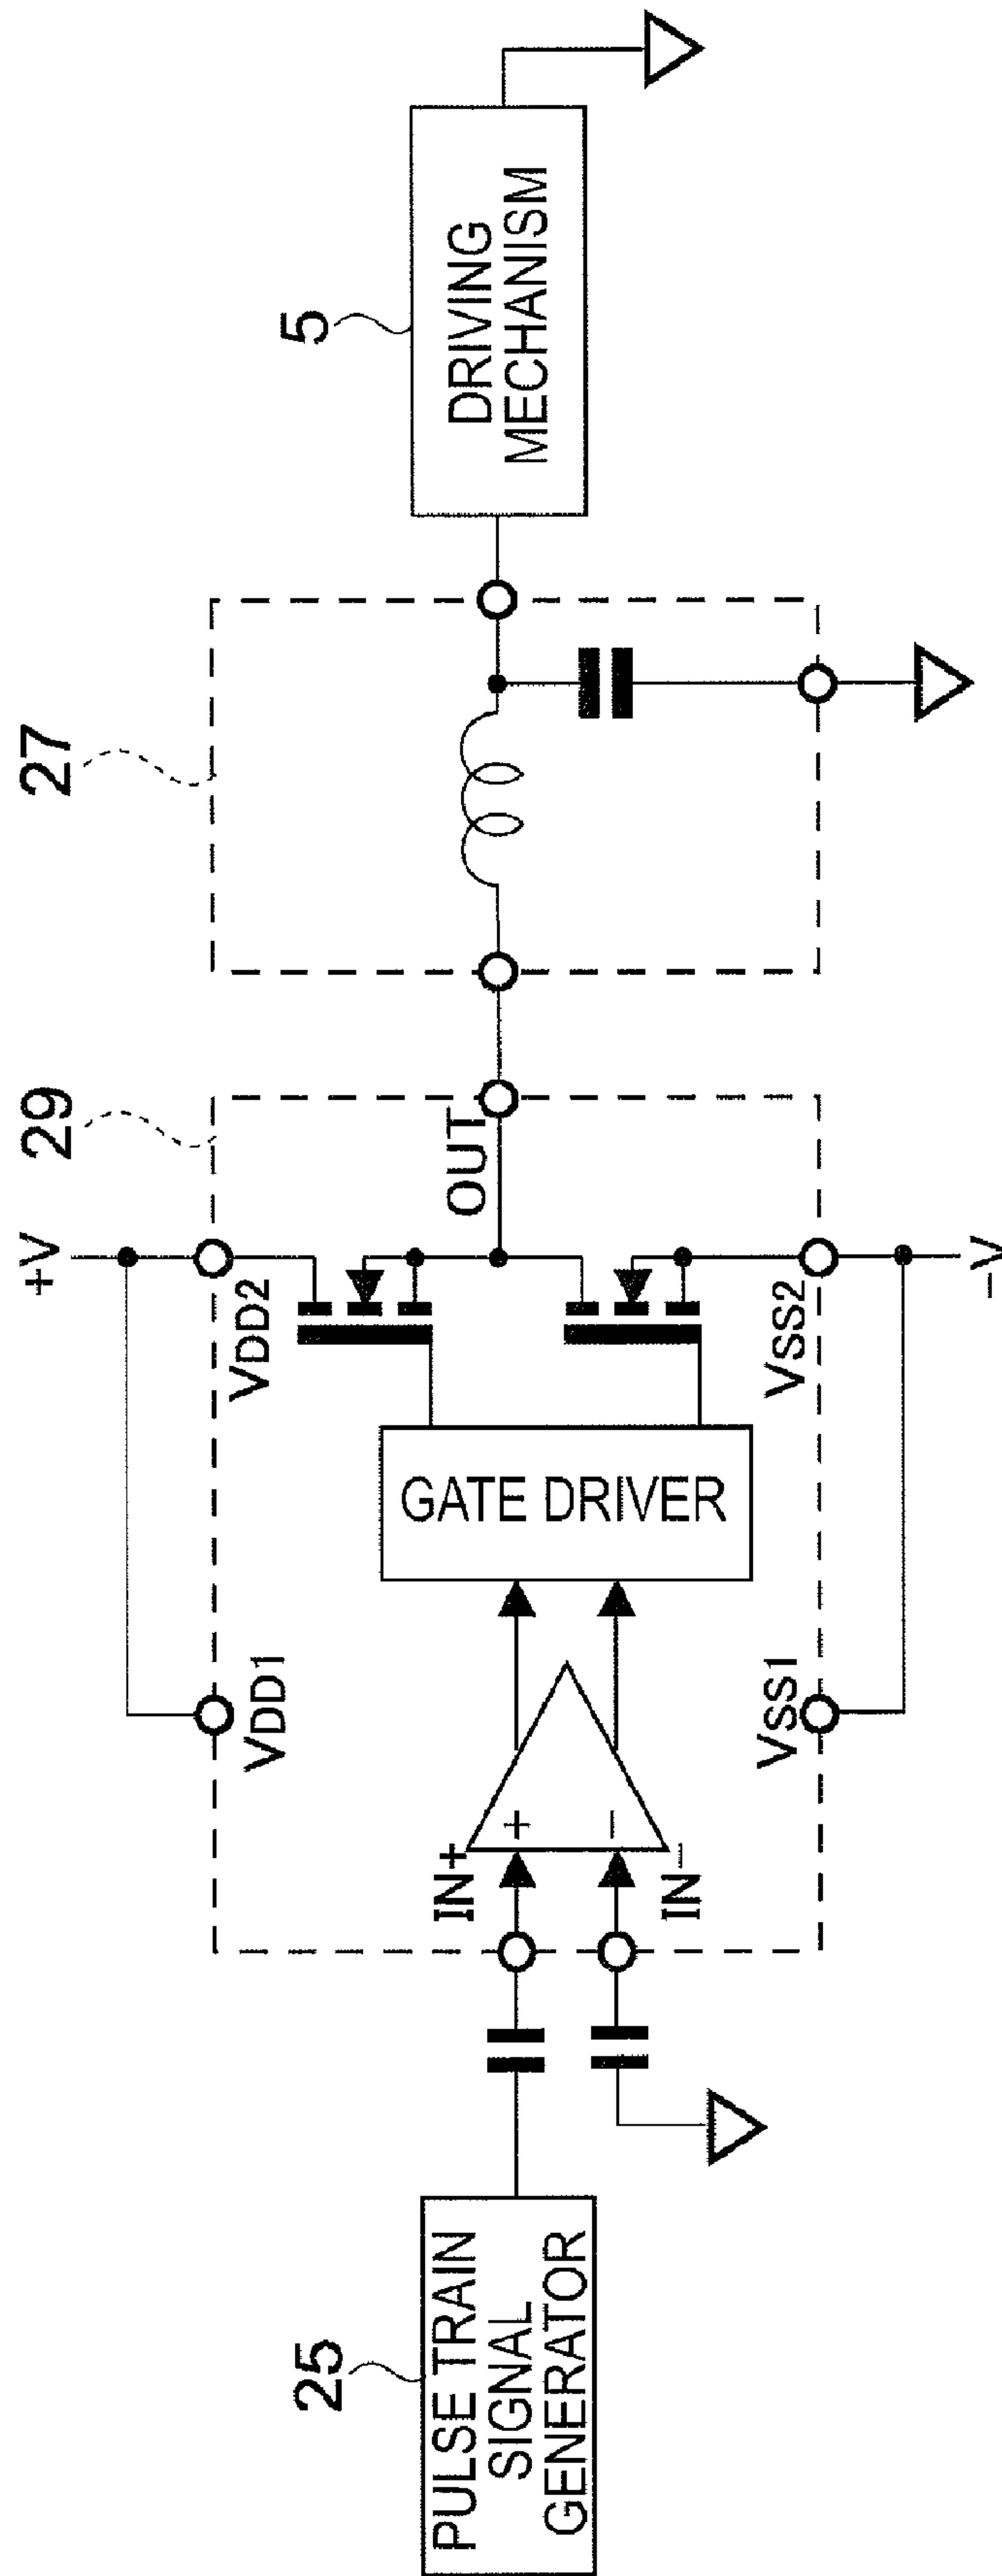 25
PULSE TRAIN
SIGNAL
GENERATOR
IN+
IN-
+
−
VDD1
VSS1
GATE DRIVER
+V
VDD2
VSS2
−V
OUT
29
27
5
DRIVING
MECHANISM